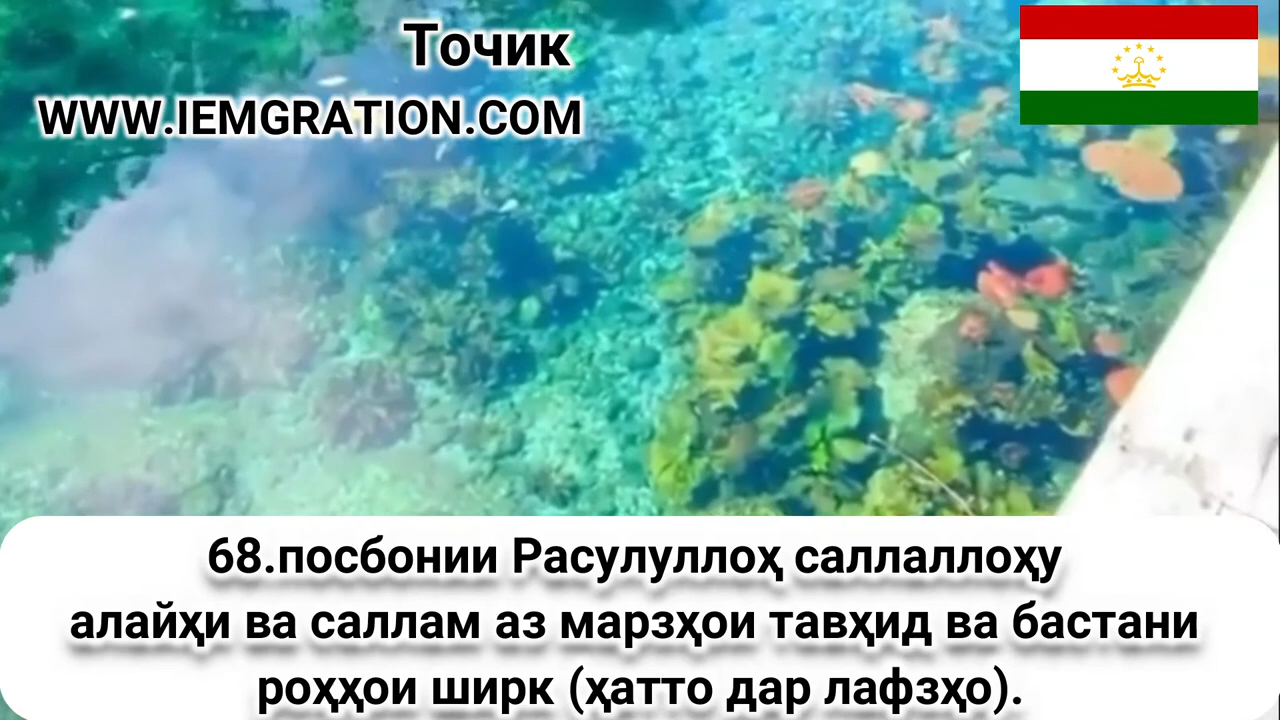 Точик
WWW.IEMGRATION.COM
68.посбонии Расулуллоҳ саллаллоҳу
алайҳи ва саллам аз марзҳои тавҳид ва бастани
роҳҳои ширк (ҳатто дар лафзҳо).